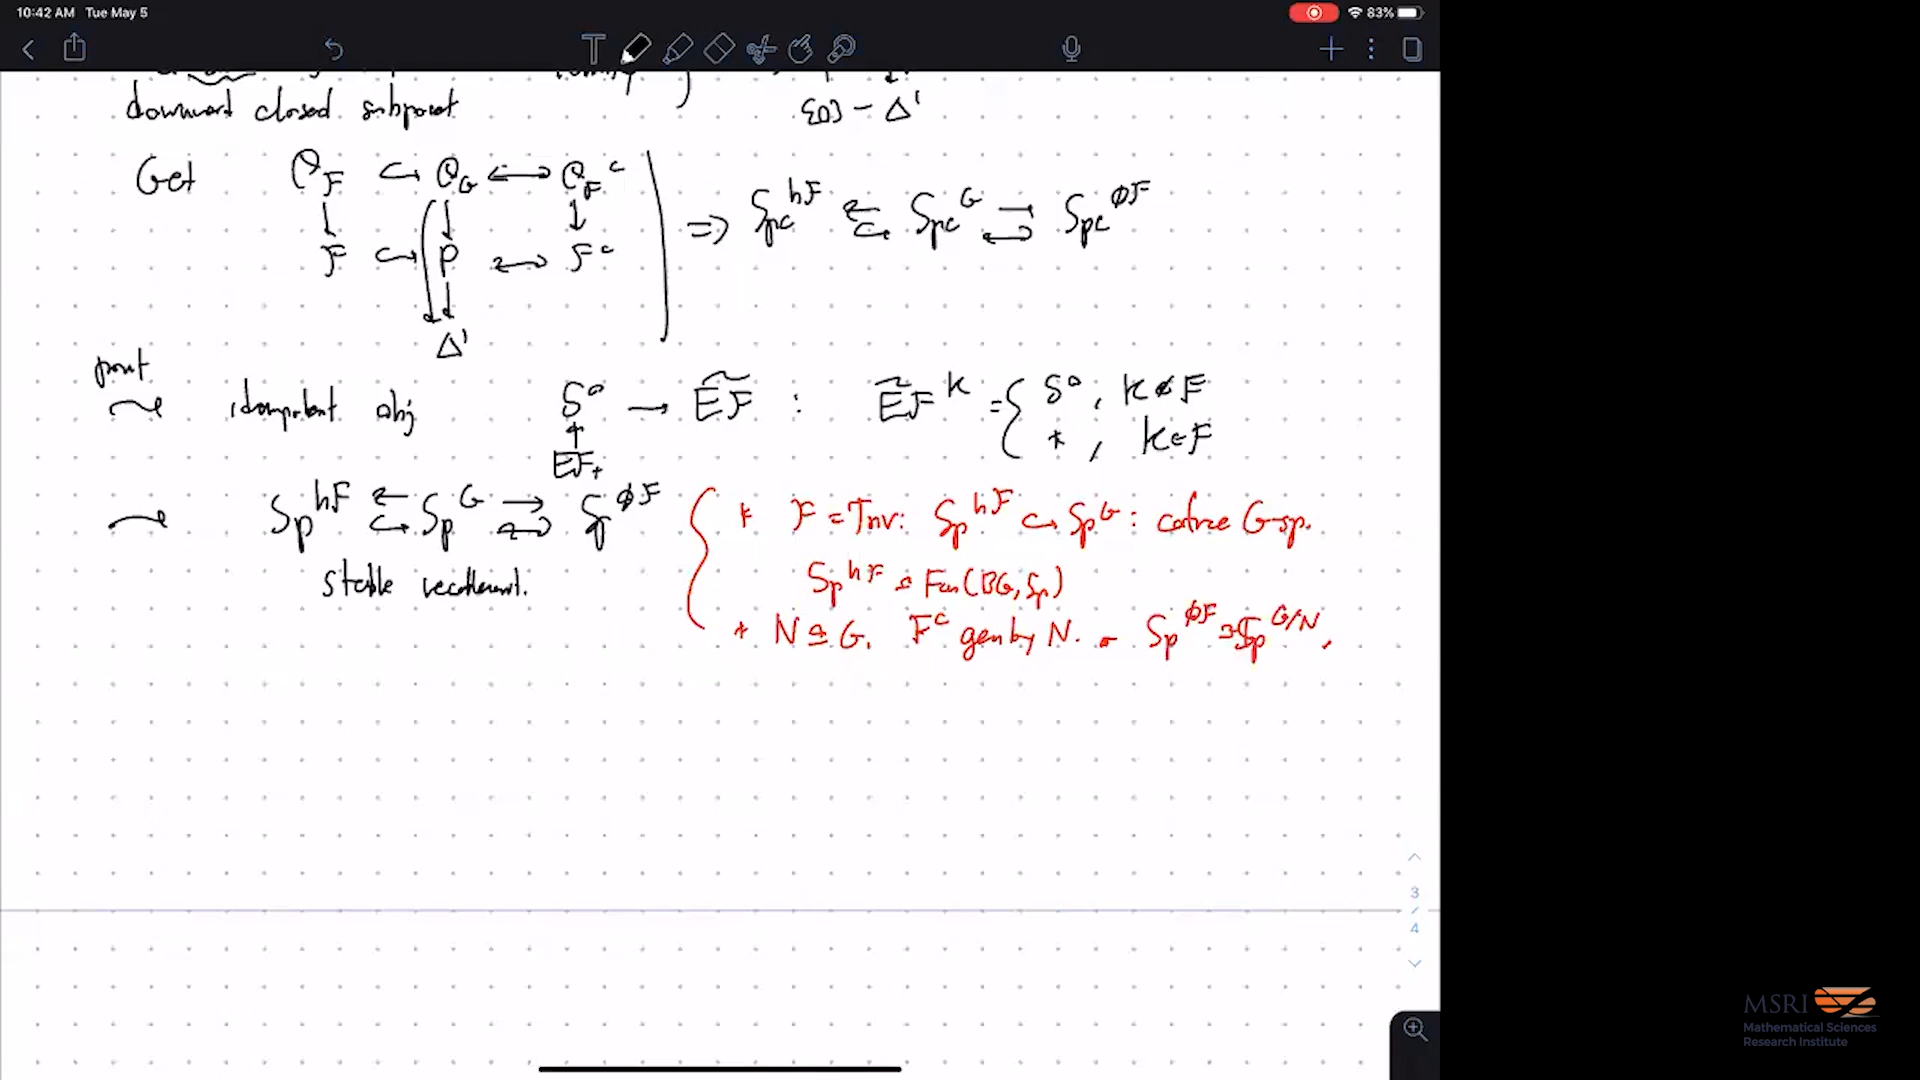 10:42 AM Tue May 5
83%
downward closed subposet
{0} → Δ¹
Get O_F ↪ O_G ↩ O_F^c
F ↪ P ↩ F^c
Δ¹
⇒ Spc^{hF} ⇆ Spc^G ⇄ Spc^{ΦF}
idempotent obj S⁰ → ẼF : ẼF^K = { S⁰, K∉F
*, K∈F
EF₊
Sp^{hF} ⇆ Sp^G ⇄ Sp^{ΦF}
stable recollement.
* F = Triv: Sp^{hF} ↪ Sp^G : cofree G-sp.
Sp^{hF} ≃ Fun(BG, Sp)
* N ⊴ G, F^c gen by N. Sp^{ΦF} ≃ Sp^{G/N}.
3
/
4
MSRI
Mathematical Sciences
Research Institute